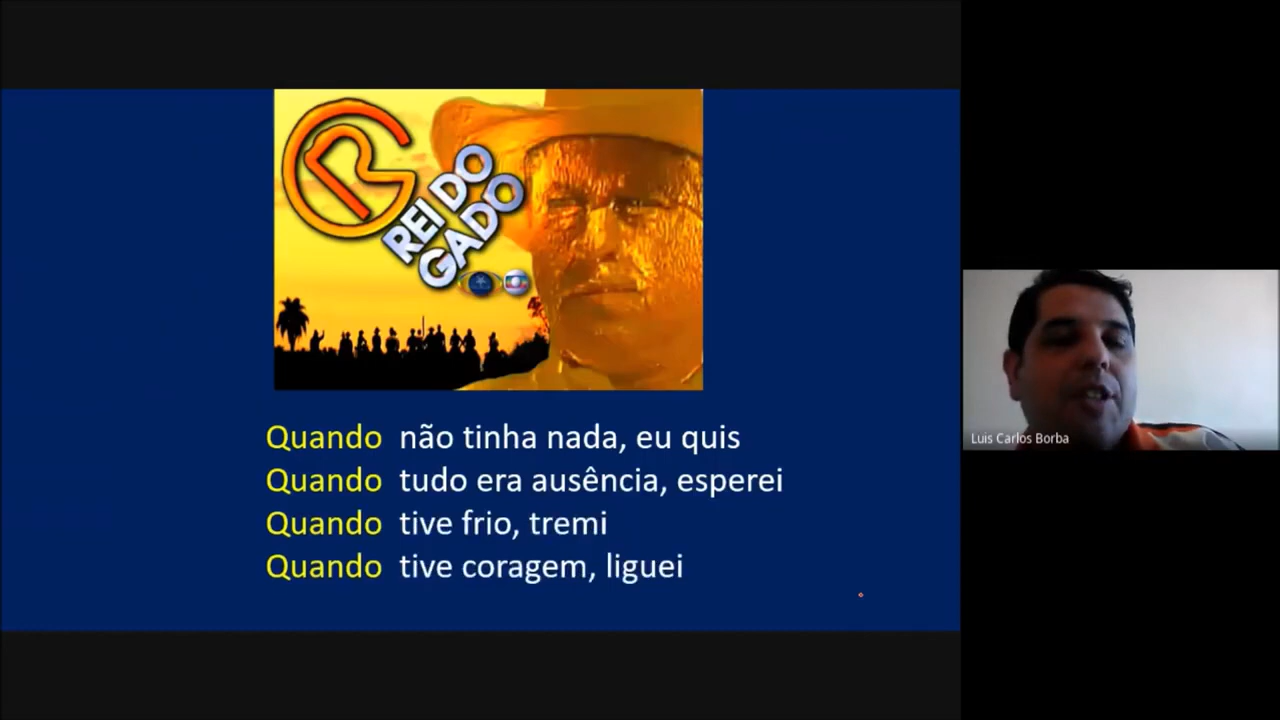 REI DO
GADO
Quando não tinha nada, eu quis
Quando tudo era ausência, esperei
Quando tive frio, tremi
Quando tive coragem, liguei
Luis Carlos Borba